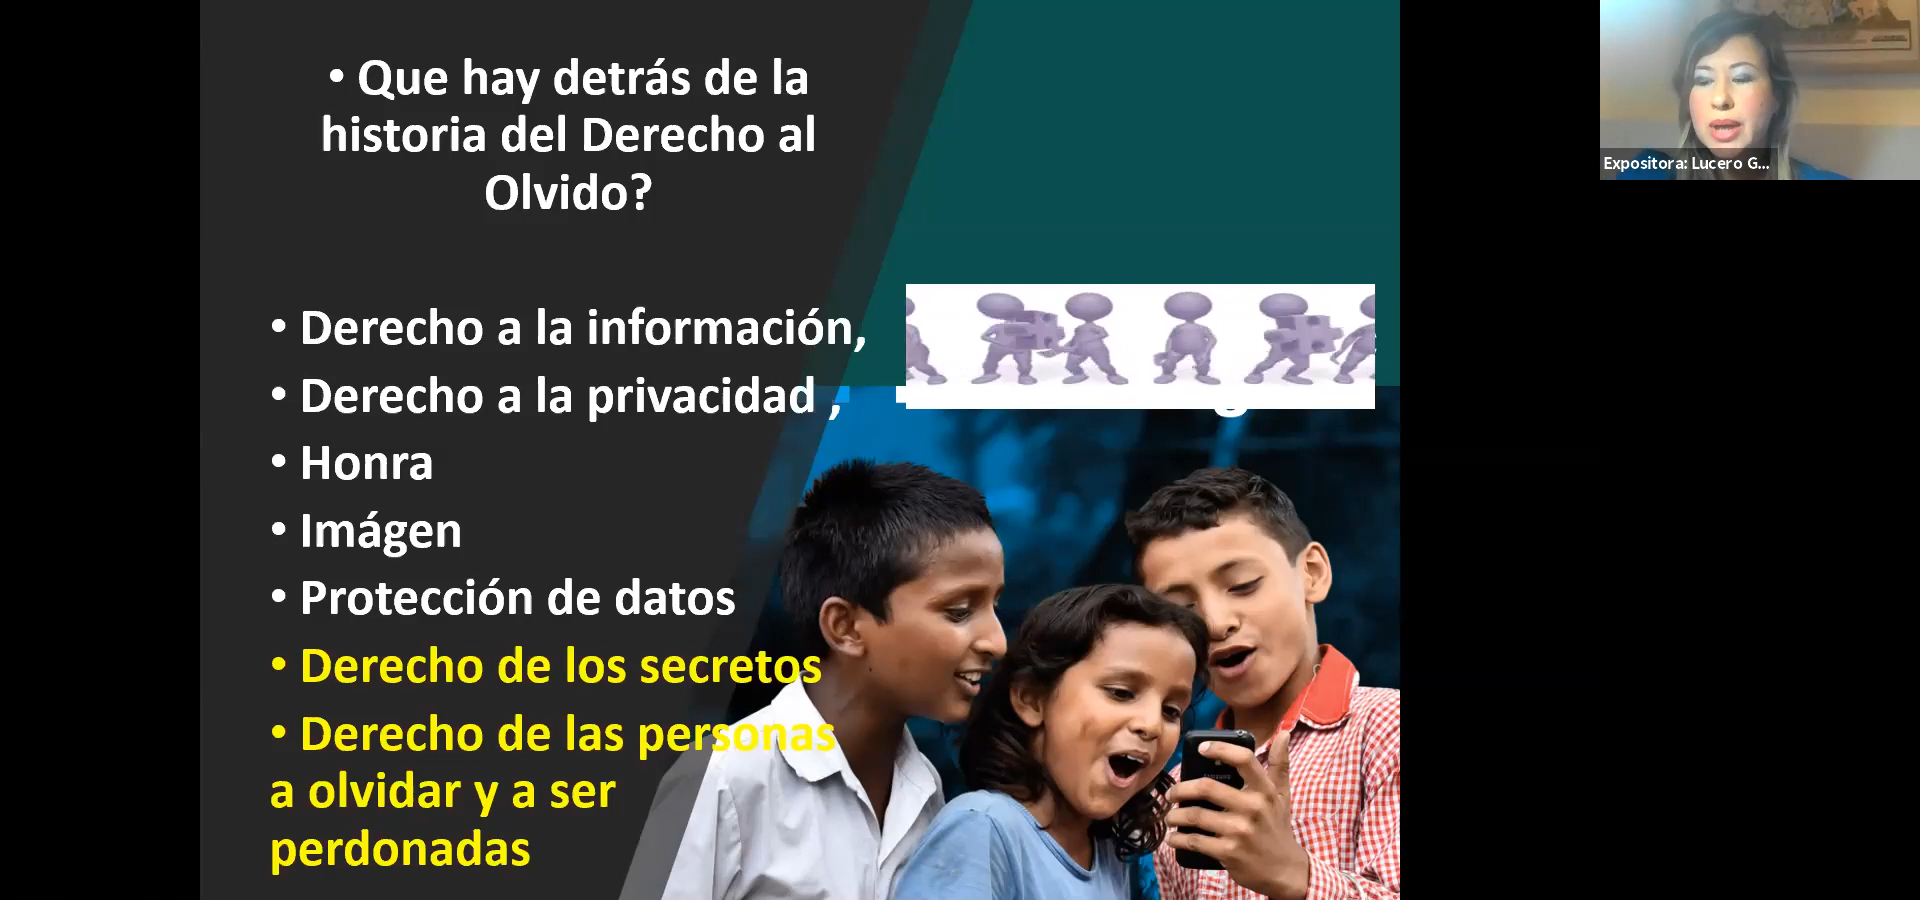 • Que hay detrás de la
historia del Derecho al
Olvido?
• Derecho a la información,
• Derecho a la privacidad ,
• Honra
• Imágen
• Protección de datos
• Derecho de los secretos
• Derecho de las personas
a olvidar y a ser
perdonadas
Expositora: Lucero G...
SAMSUNG